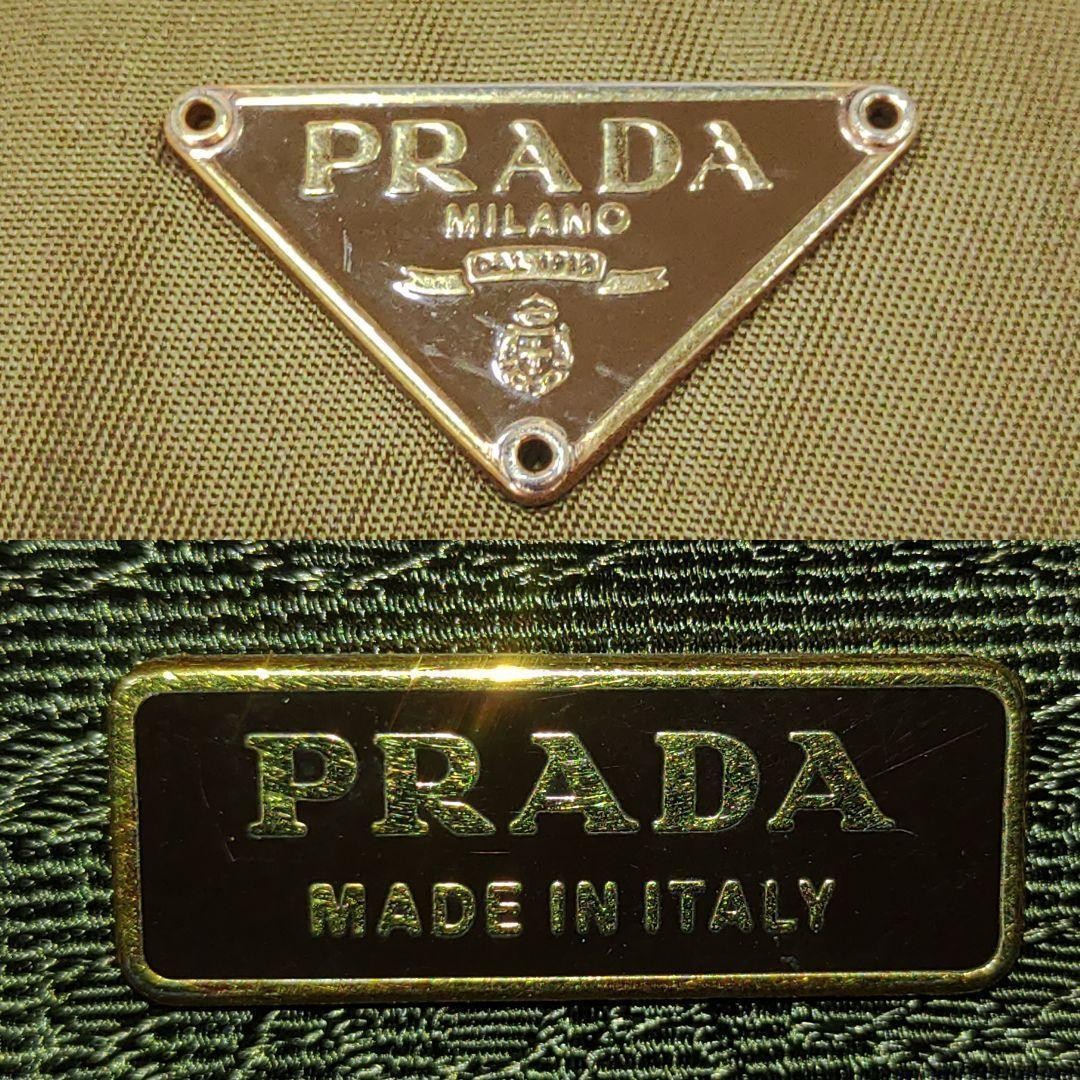 PRADA
MILANO
DAL 1913
PRADA
MADE IN ITALY